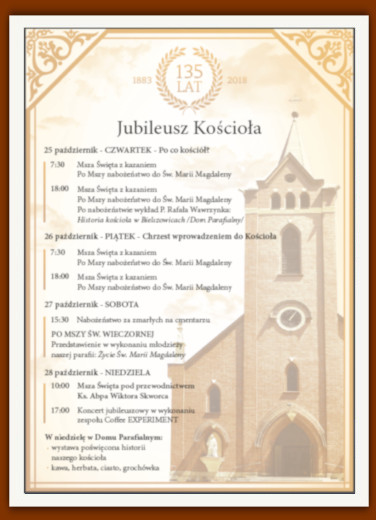 1883
135
LAT
2018
Jubileusz Kościoła
25 październik - CZWARTEK - Po co kościół?
7:30 Msza Święta z kazaniem
Po Mszy nabożeństwo do Św. Marii Magdaleny
18:00 Msza Święta z kazaniem
Po Mszy nabożeństwo do Św. Marii Magdaleny
Po nabożeństwie wykład P. Rafała Wawrzynka:
Historia kościoła w Bielszowicach /Dom Parafialny/
26 październik - PIĄTEK - Chrzest wprowadzeniem do Kościoła
7:30 Msza Święta z kazaniem
Po Mszy nabożeństwo do Św. Marii Magdaleny
18:00 Msza Święta z kazaniem
Po Mszy nabożeństwo do Św. Marii Magdaleny
27 październik - SOBOTA
15:30 Nabożeństwo za zmarłych na cmentarzu
PO MSZY ŚW. WIECZORNEJ
Przedstawienie w wykonaniu młodzieży
naszej parafii: Życie Św. Marii Magdaleny
28 październik - NIEDZIELA
10:00 Msza Święta pod przewodnictwem
Ks. Abpa Wiktora Skworca
17:00 Koncert jubileuszowy w wykonaniu
zespołu Coffee EXPERIMENT
W niedzielę w Domu Parafialnym:
- wystawa poświęcona historii
naszego kościoła
- kawa, herbata, ciasto, grochówka